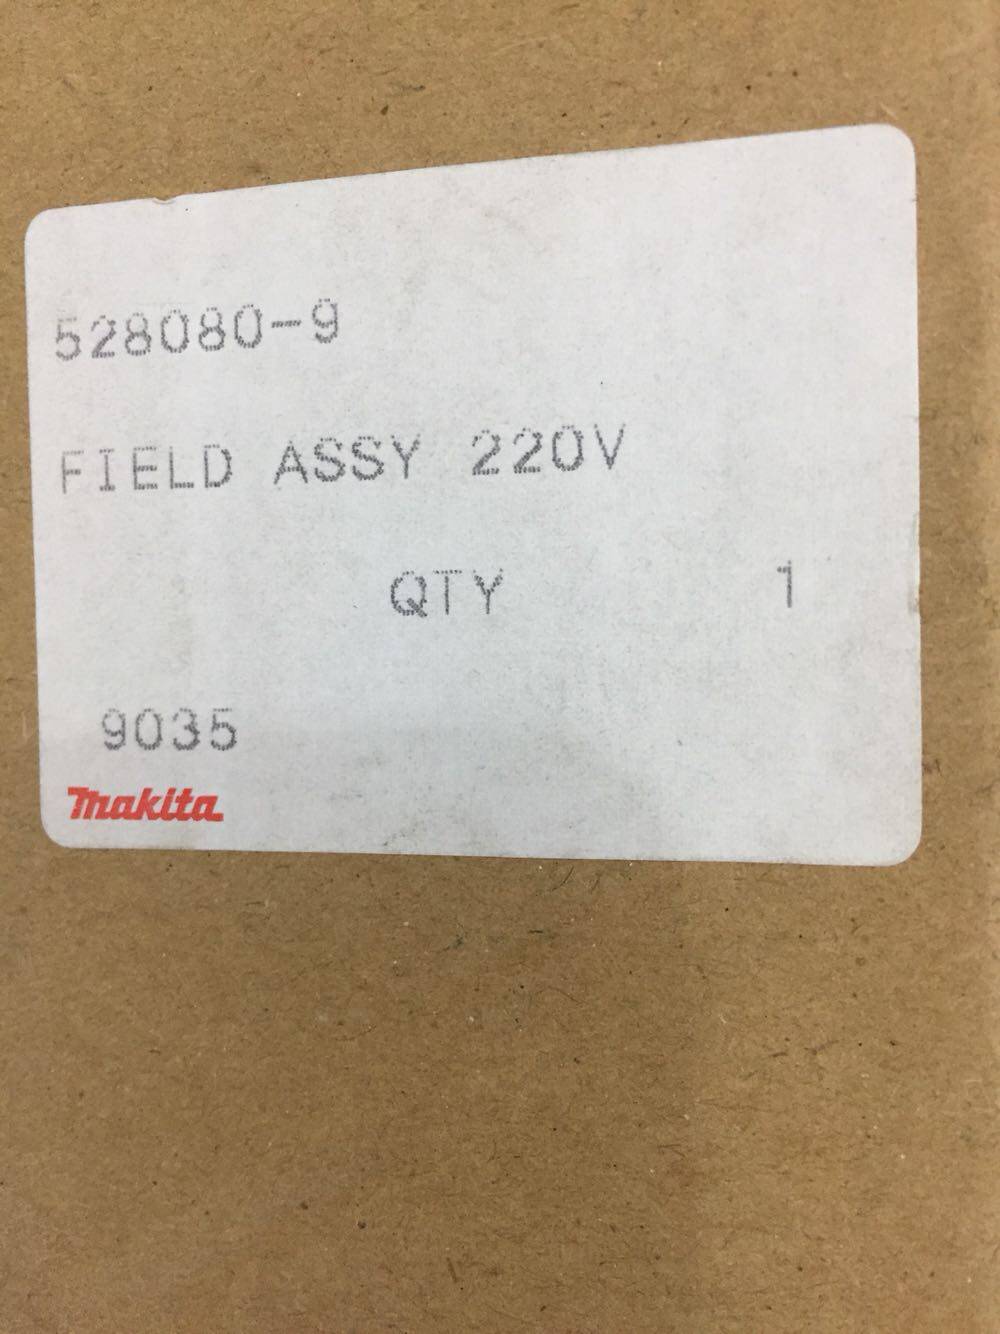 528080-9
FIELD ASSY 220V
QTY 1
9035
makita